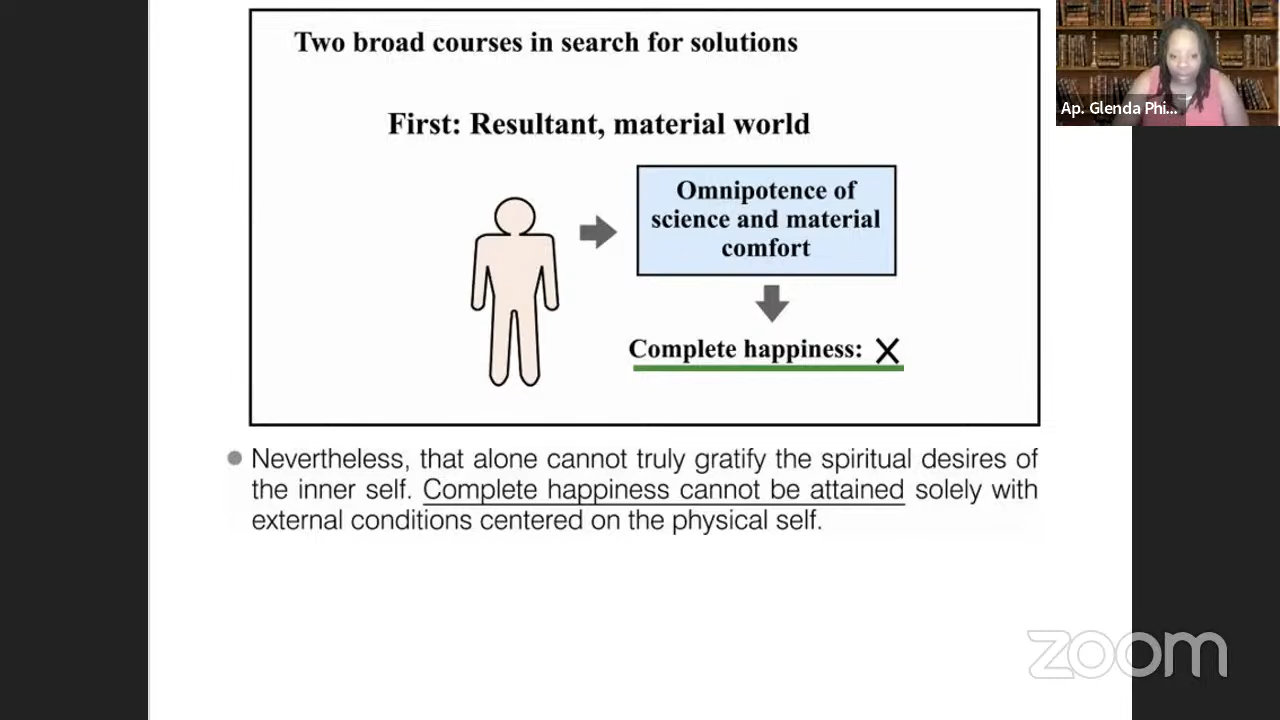 Two broad courses in search for solutions
First: Resultant, material world
Omnipotence of
science and material
comfort
Complete happiness: X
Nevertheless, that alone cannot truly gratify the spiritual desires of
the inner self. Complete happiness cannot be attained solely with
external conditions centered on the physical self.
Ap. Glenda Phi...
zoom